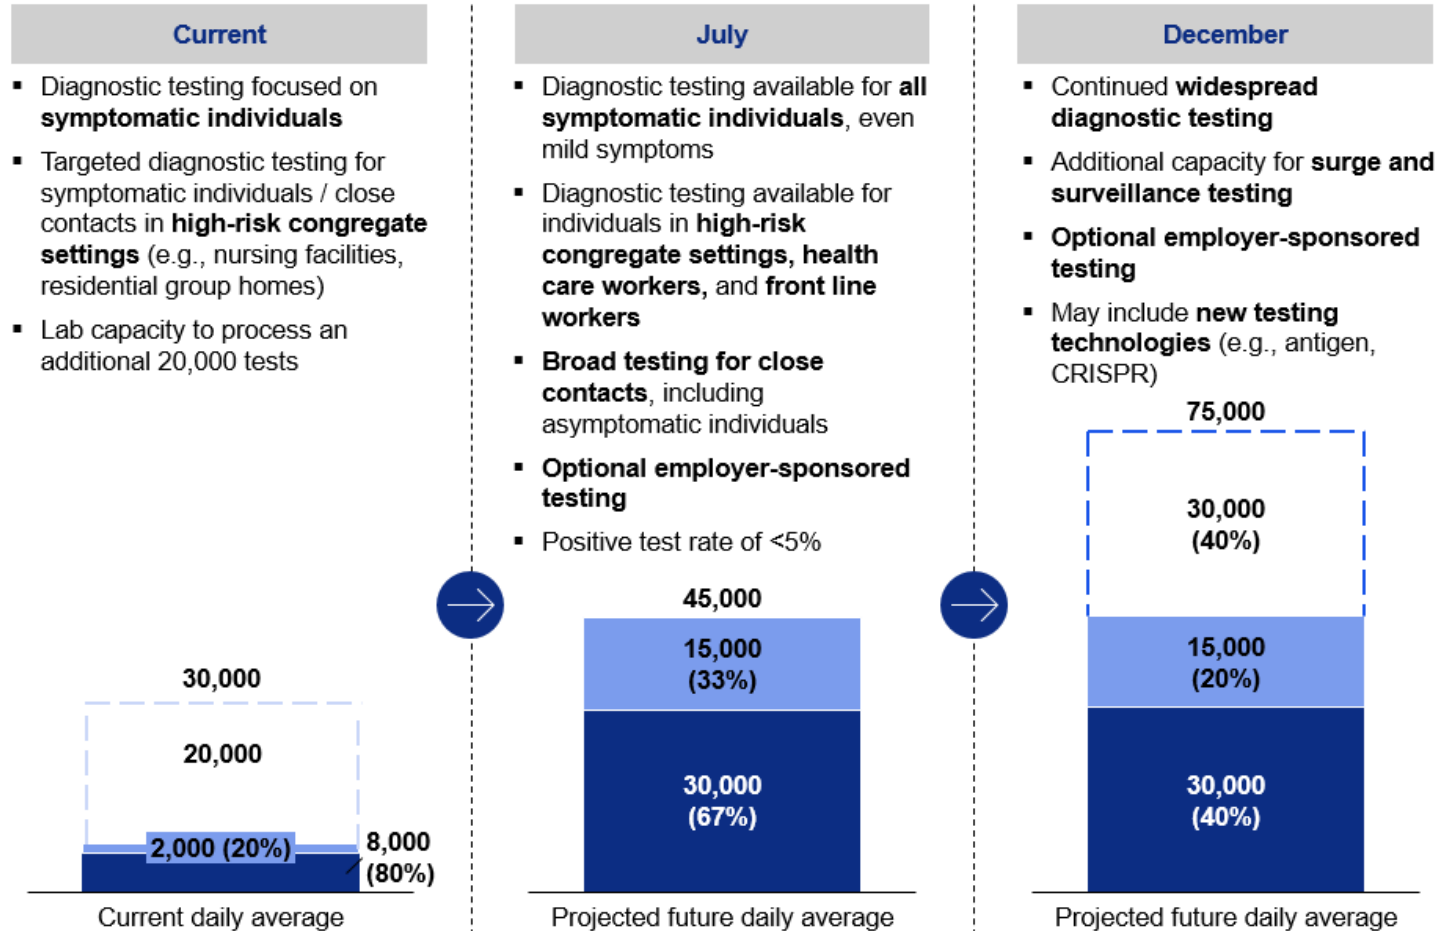 Current
▪ Diagnostic testing focused on
symptomatic individuals
▪ Targeted diagnostic testing for
symptomatic individuals / close
contacts in high-risk congregate
settings (e.g., nursing facilities,
residential group homes)
▪ Lab capacity to process an
additional 20,000 tests
30,000
20,000
2,000 (20%)
8,000
(80%)
Current daily average
July
▪ Diagnostic testing available for all
symptomatic individuals, even
mild symptoms
▪ Diagnostic testing available for
individuals in high-risk
congregate settings, health
care workers, and front line
workers
▪ Broad testing for close
contacts, including
asymptomatic individuals
▪ Optional employer-sponsored
testing
▪ Positive test rate of <5%
45,000
15,000
(33%)
30,000
(67%)
Projected future daily average
December
▪ Continued widespread
diagnostic testing
▪ Additional capacity for surge and
surveillance testing
▪ Optional employer-sponsored
testing
▪ May include new testing
technologies (e.g., antigen,
CRISPR)
75,000
30,000
(40%)
15,000
(20%)
30,000
(40%)
Projected future daily average